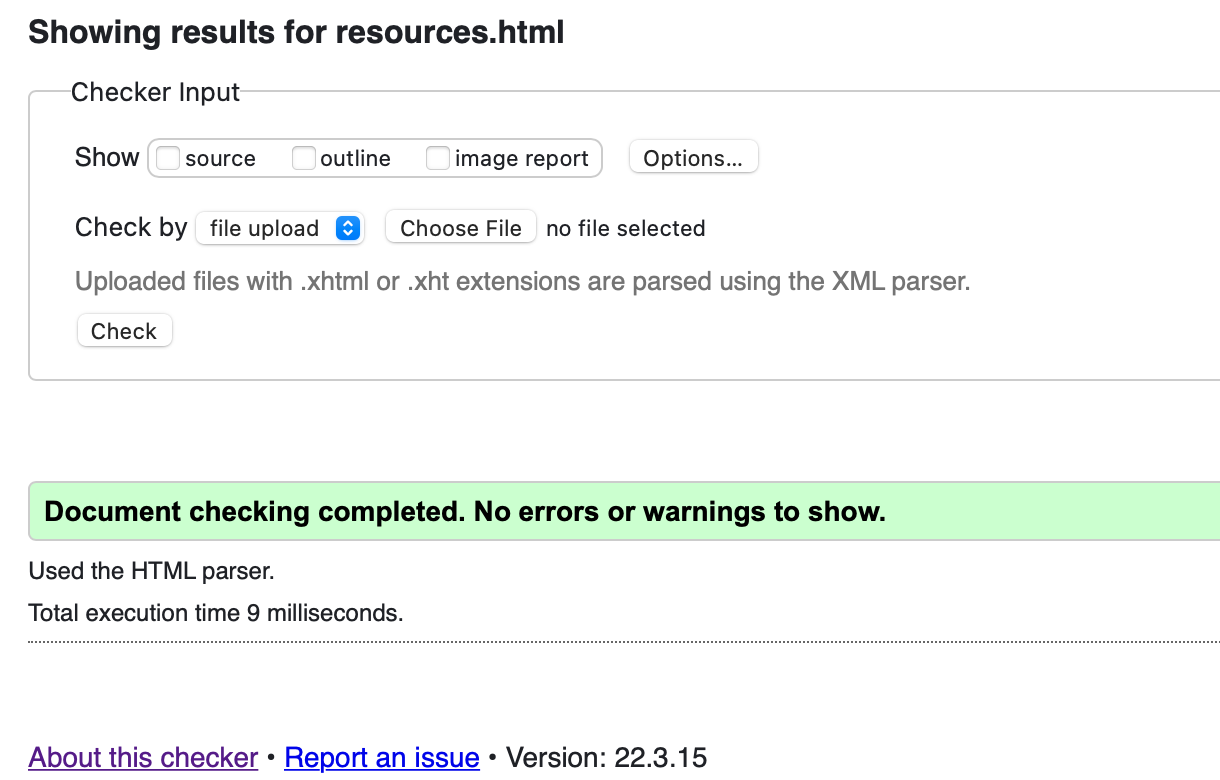 Showing results for resources.html
Checker Input
Show source outline image report Options...
Check by file upload Choose File no file selected
Uploaded files with .xhtml or .xht extensions are parsed using the XML parser.
Check
Document checking completed. No errors or warnings to show.
Used the HTML parser.
Total execution time 9 milliseconds.
About this checker • Report an issue • Version: 22.3.15